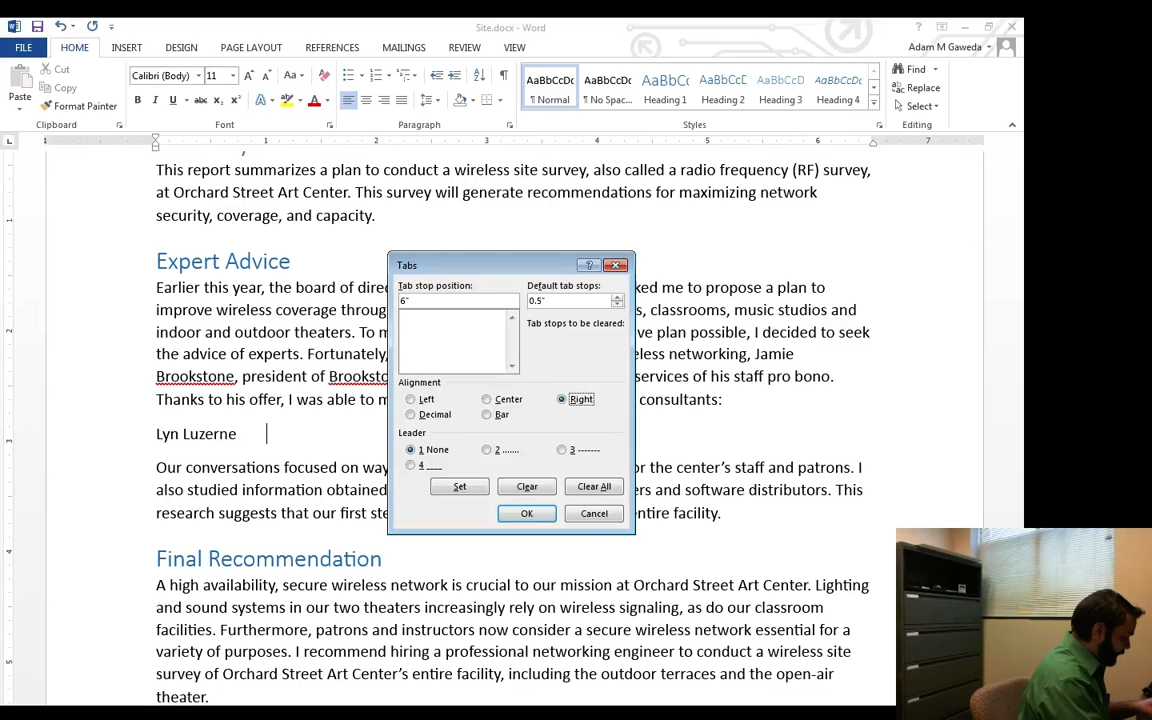 Site.docx - Word
FILE HOME INSERT DESIGN PAGE LAYOUT REFERENCES MAILINGS REVIEW VIEW Adam M Gaweda
Paste Cut Copy Format Painter
Calibri (Body) 11
AaBbCcDc AaBbCcDc AaBbCc AaBbCcD AaBbCcDc AaBbCcDc
¶ Normal ¶ No Spac... Heading 1 Heading 2 Heading 3 Heading 4
Find Replace Select
Clipboard Font Paragraph Styles Editing
1 1 2 3 4 5 6 7
This report summarizes a plan to conduct a wireless site survey, also called a radio frequency (RF) survey,
at Orchard Street Art Center. This survey will generate recommendations for maximizing network
security, coverage, and capacity.
Expert Advice
Earlier this year, the board of direc ked me to propose a plan to
improve wireless coverage throug s, classrooms, music studios and
indoor and outdoor theaters. To m ve plan possible, I decided to seek
the advice of experts. Fortunately, eless networking, Jamie
Brookstone, president of Brooksto services of his staff pro bono.
Thanks to his offer, I was able to m consultants:
Lyn Luzerne
Our conversations focused on way or the center's staff and patrons. I
also studied information obtained ers and software distributors. This
research suggests that our first ste entire facility.
Final Recommendation
A high availability, secure wireless network is crucial to our mission at Orchard Street Art Center. Lighting
and sound systems in our two theaters increasingly rely on wireless signaling, as do our classroom
facilities. Furthermore, patrons and instructors now consider a secure wireless network essential for a
variety of purposes. I recommend hiring a professional networking engineer to conduct a wireless site
survey of Orchard Street Art Center's entire facility, including the outdoor terraces and the open-air
theater.
Tabs
Tab stop position: Default tab stops:
6" 0.5"
Tab stops to be cleared:
Alignment
Left Center Right
Decimal Bar
Leader
1 None 2 ....... 3 -------
4 ___
Set Clear Clear All
OK Cancel